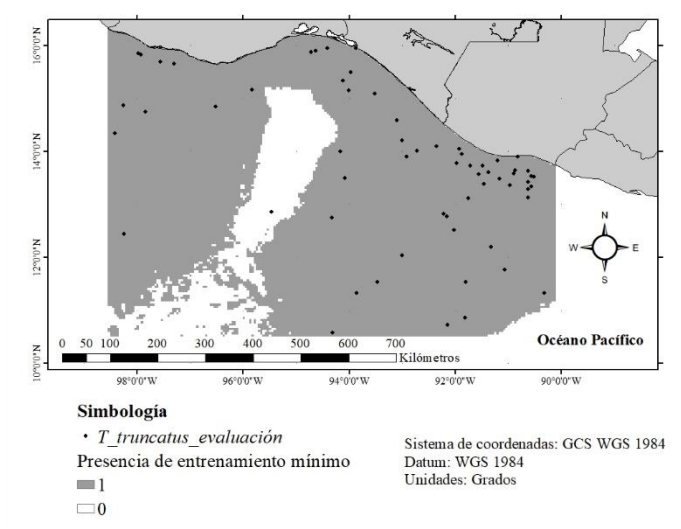 16°0'0"N
14°0'0"N
12°0'0"N
10°0'0"N
N
W E
S
Océano Pacífico
0 50 100 200 300 400 500 600 700
Kilómetros
98°0'0"W 96°0'0"W 94°0'0"W 92°0'0"W 90°0'0"W
Simbología
T_truncatus_evaluación
Presencia de entrenamiento mínimo
1
0
Sistema de coordenadas: GCS WGS 1984
Datum: WGS 1984
Unidades: Grados